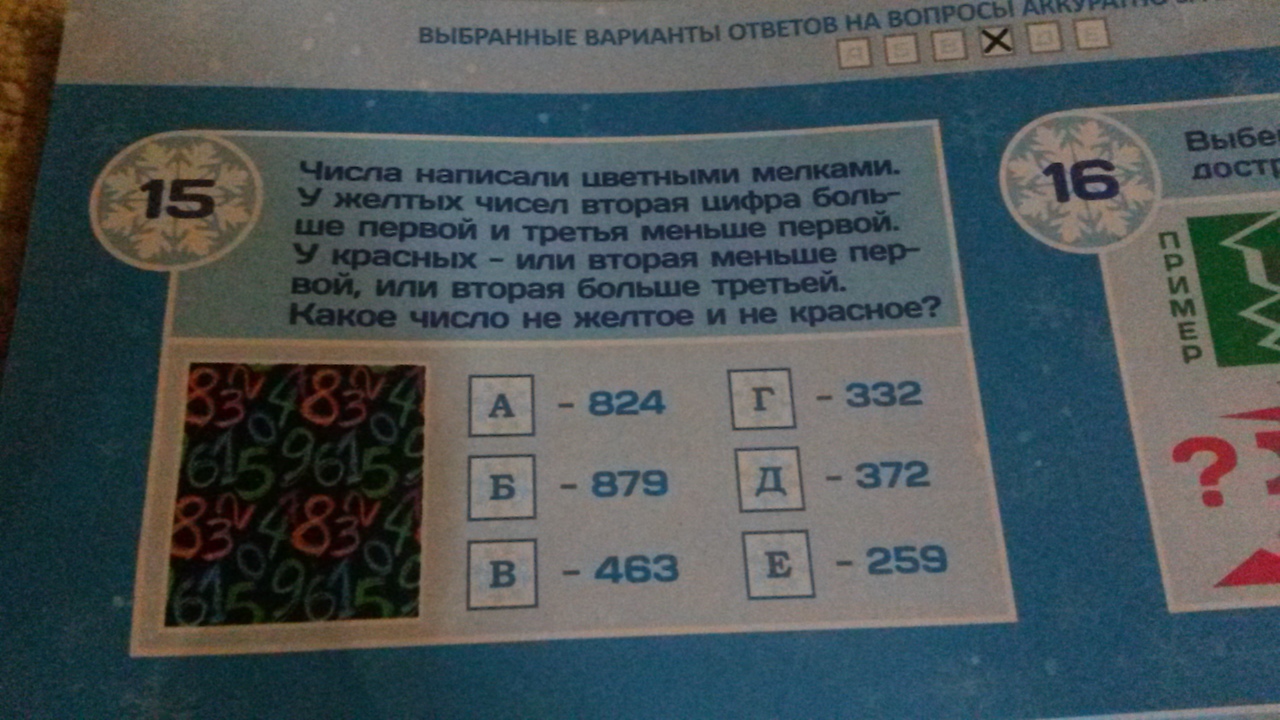 ВЫБРАННЫЕ ВАРИАНТЫ ОТВЕТОВ НА ВОПРОСЫ
А Б В Д Е
15
Числа написали цветными мелками.
У желтых чисел вторая цифра боль-
ше первой и третья меньше первой.
У красных – или вторая меньше пер-
вой, или вторая больше третьей.
Какое число не желтое и не красное?
А – 824
Б – 879
В – 463
Г – 332
Д – 372
Е – 259
16
ПРИМЕР
?